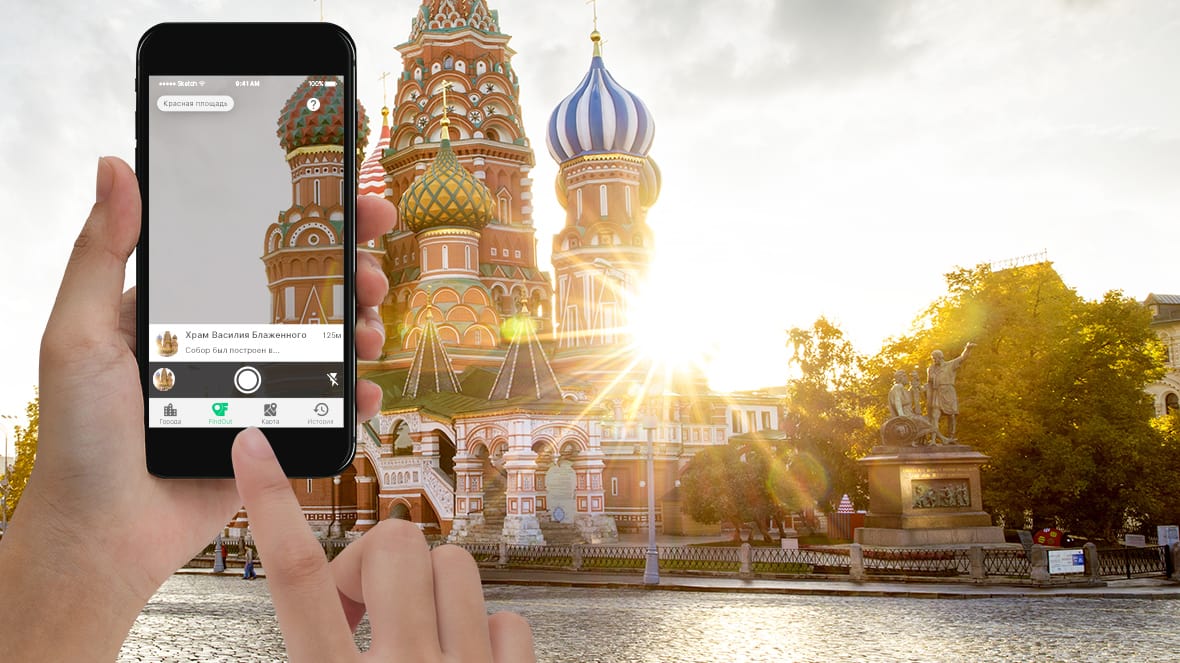 Sketch 9:41 AM 100%
Красная площадь
?
Храм Василия Блаженного 125м
Собор был построен в...
Города FindOut Карта История